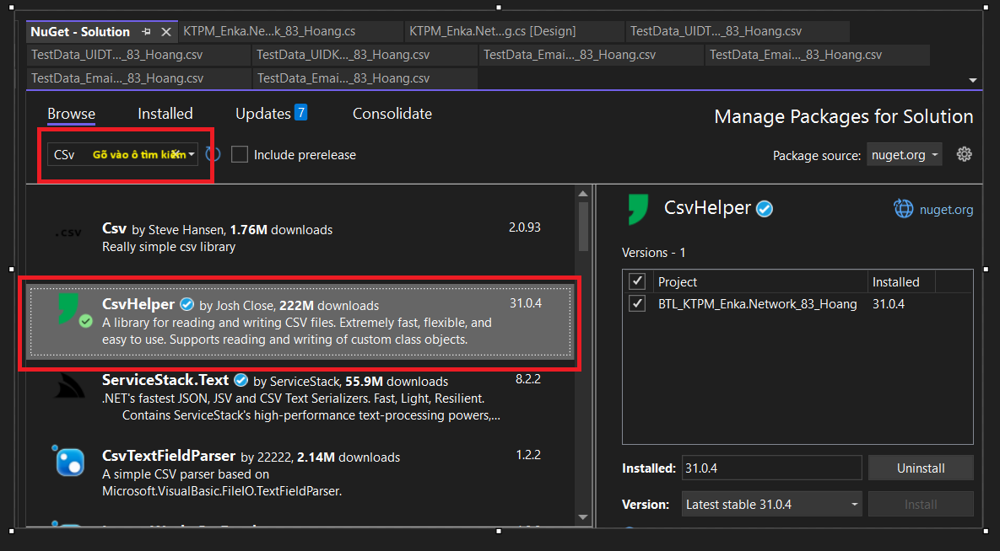 NuGet - Solution
KTPM_Enka.Ne...k_83_Hoang.cs
KTPM_Enka.Net...g.cs [Design]
TestData_UIDT..._83_Hoang.csv
TestData_UIDT..._83_Hoang.csv
TestData_UIDK..._83_Hoang.csv
TestData_Emai..._83_Hoang.csv
TestData_Emai..._83_Hoang.csv
TestData_Emai..._83_Hoang.csv
TestData_Emai..._83_Hoang.csv
Browse
Installed
Updates 7
Consolidate
Manage Packages for Solution
CSv
Gõ vào ô tìm kiếm
Include prerelease
Package source: nuget.org
.csv
Csv by Steve Hansen, 1.76M downloads
2.0.93
Really simple csv library
CsvHelper by Josh Close, 222M downloads
31.0.4
A library for reading and writing CSV files. Extremely fast, flexible, and
easy to use. Supports reading and writing of custom class objects.
ServiceStack.Text by ServiceStack, 55.9M downloads
8.2.2
.NET's fastest JSON, JSV and CSV Text Serializers. Fast, Light, Resilient.
Contains ServiceStack's high-performance text-processing powers,...
CsvTextFieldParser by 22222, 2.14M downloads
1.2.2
A simple CSV parser based on
Microsoft.VisualBasic.FileIO.TextFieldParser.
CsvHelper
nuget.org
Versions - 1
Project
Installed
BTL_KTPM_Enka.Network_83_Hoang
31.0.4
Installed: 31.0.4
Uninstall
Version: Latest stable 31.0.4
Install